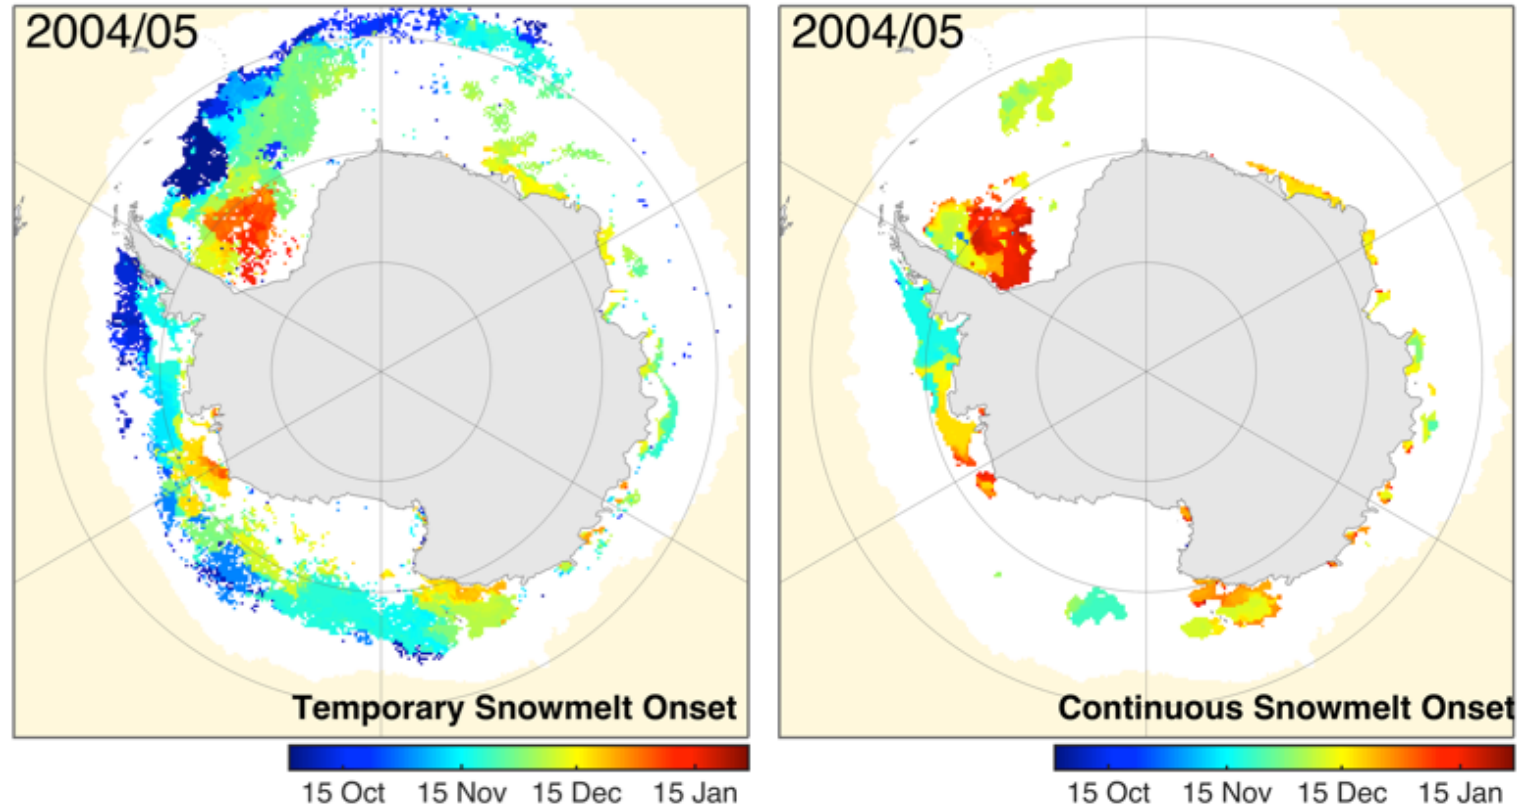 2004/05
2004/05
Temporary Snowmelt Onset
Continuous Snowmelt Onset
15 Oct 15 Nov 15 Dec 15 Jan
15 Oct 15 Nov 15 Dec 15 Jan